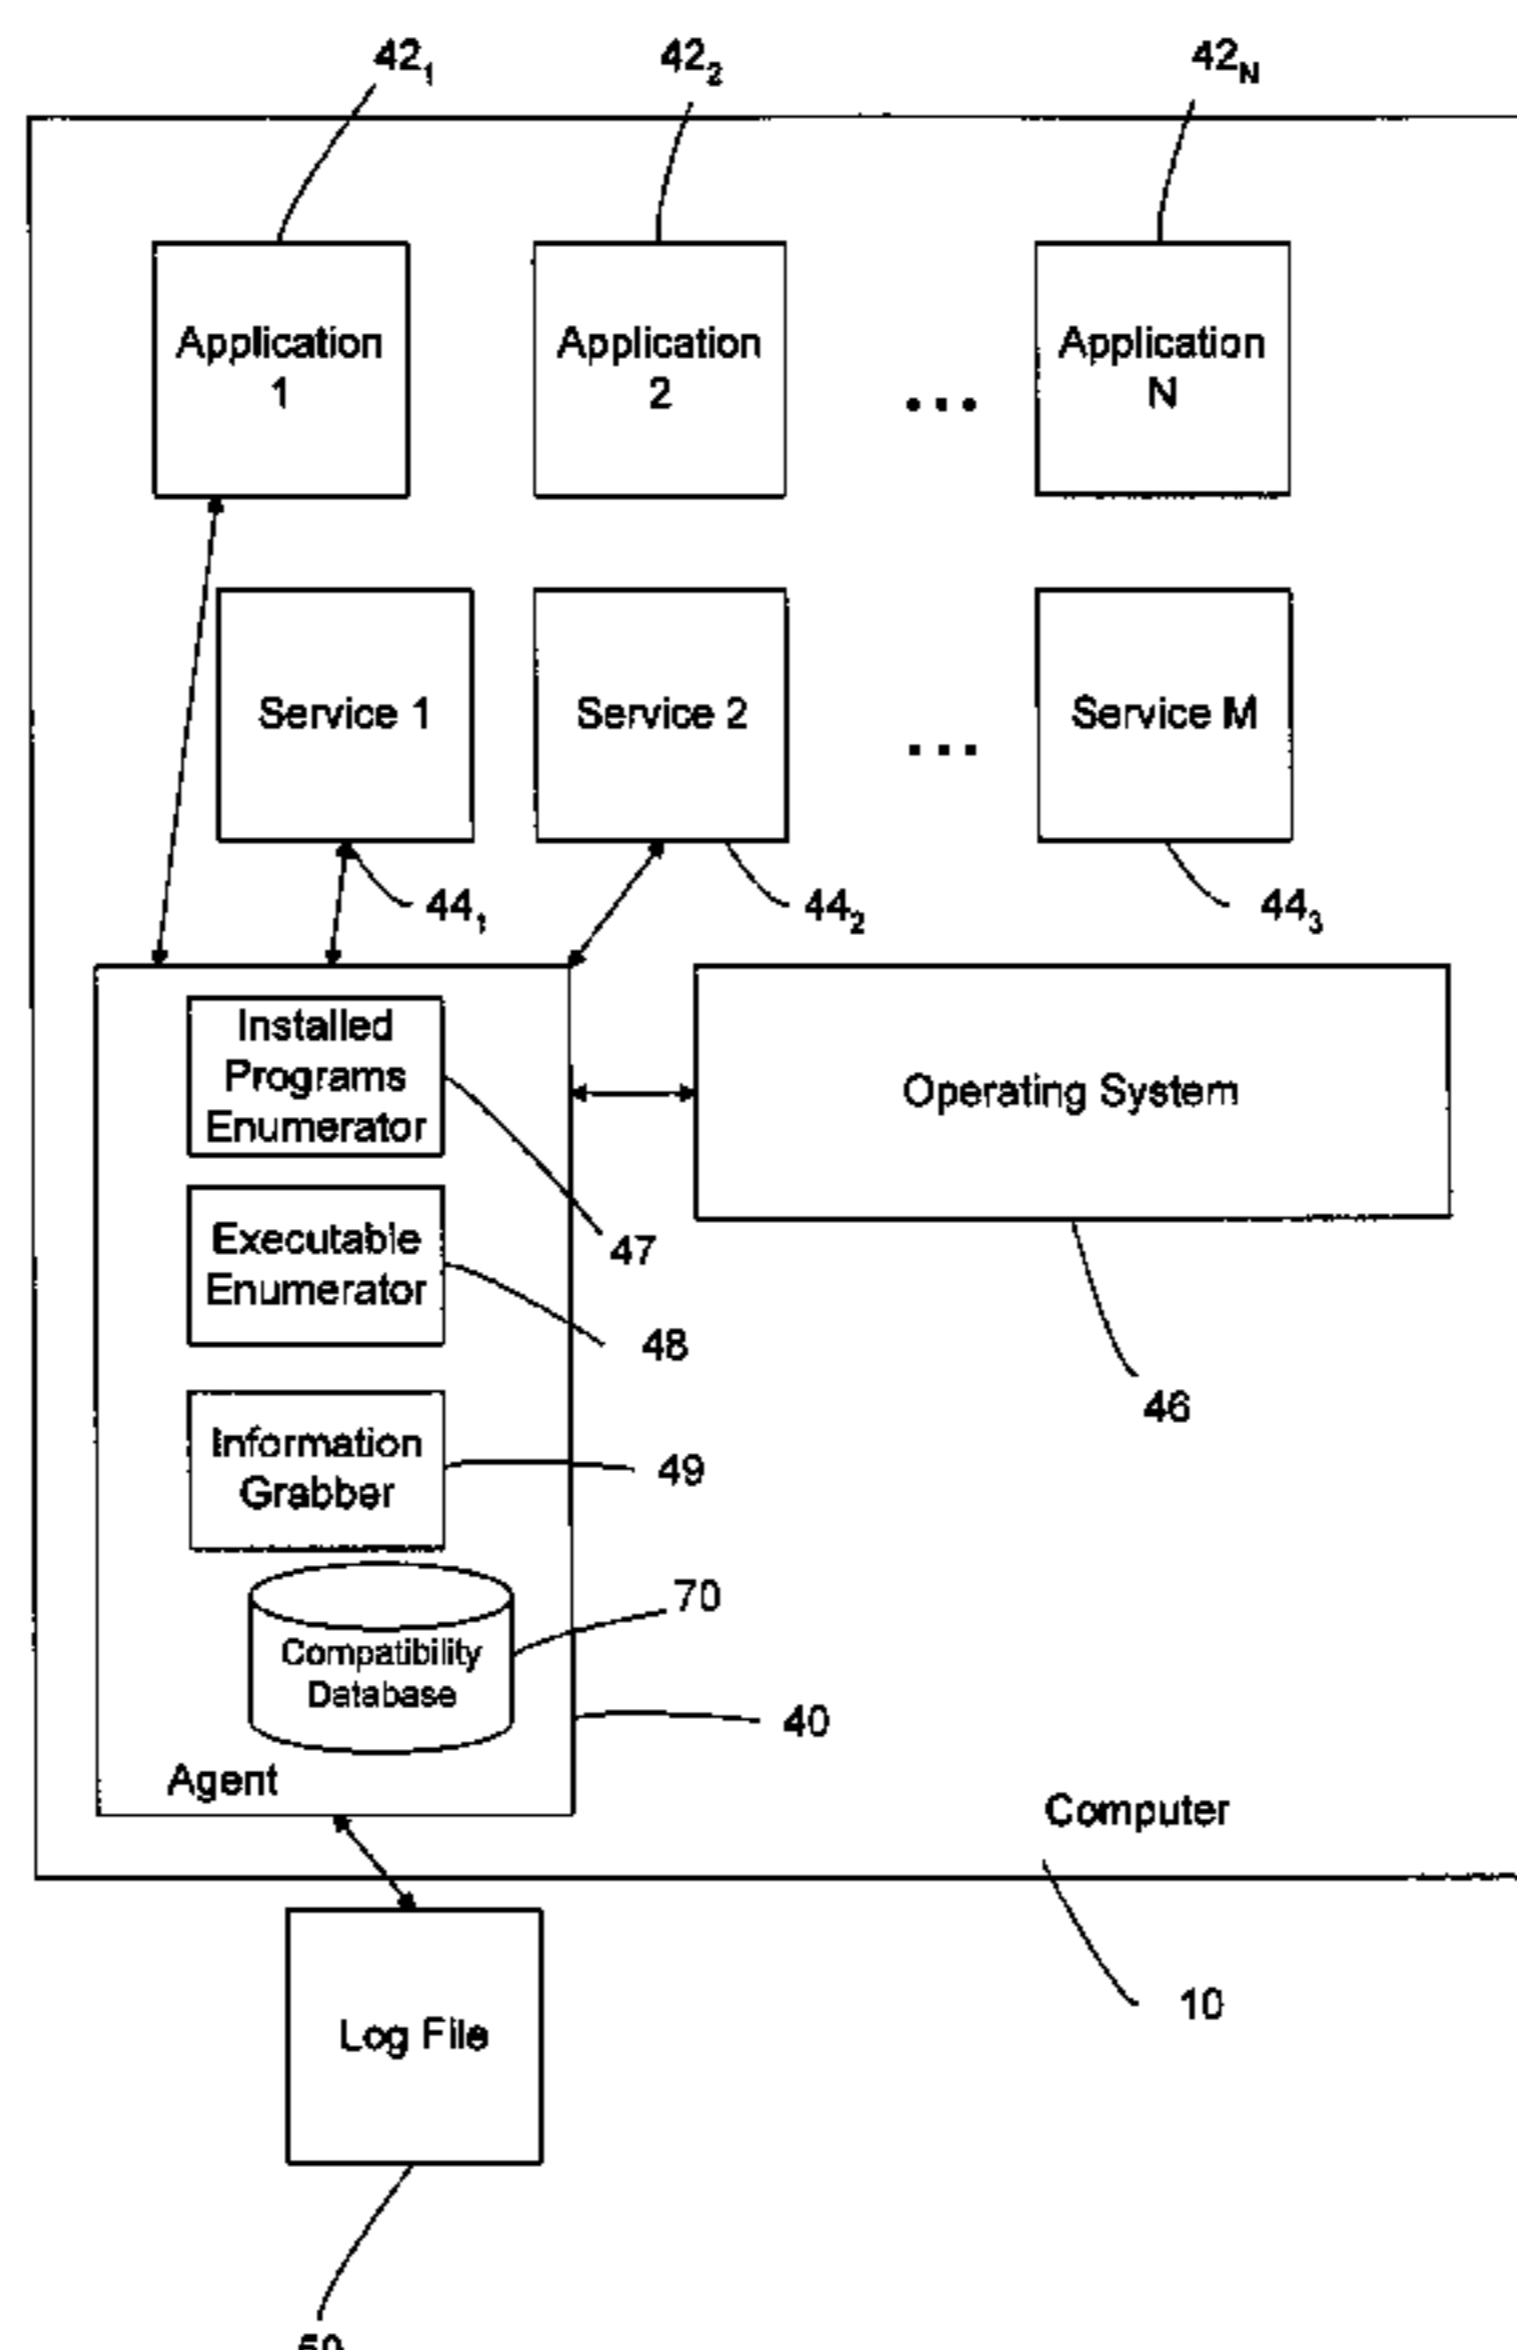 42₁
42₂
42N
Application
1
Application
2
...
Application
N
Service 1
Service 2
...
Service M
44₁
44₂
44₃
Installed
Programs
Enumerator
Operating System
47
Executable
Enumerator
48
46
Information
Grabber
49
70
Compatibility
Database
40
Agent
Computer
10
Log File